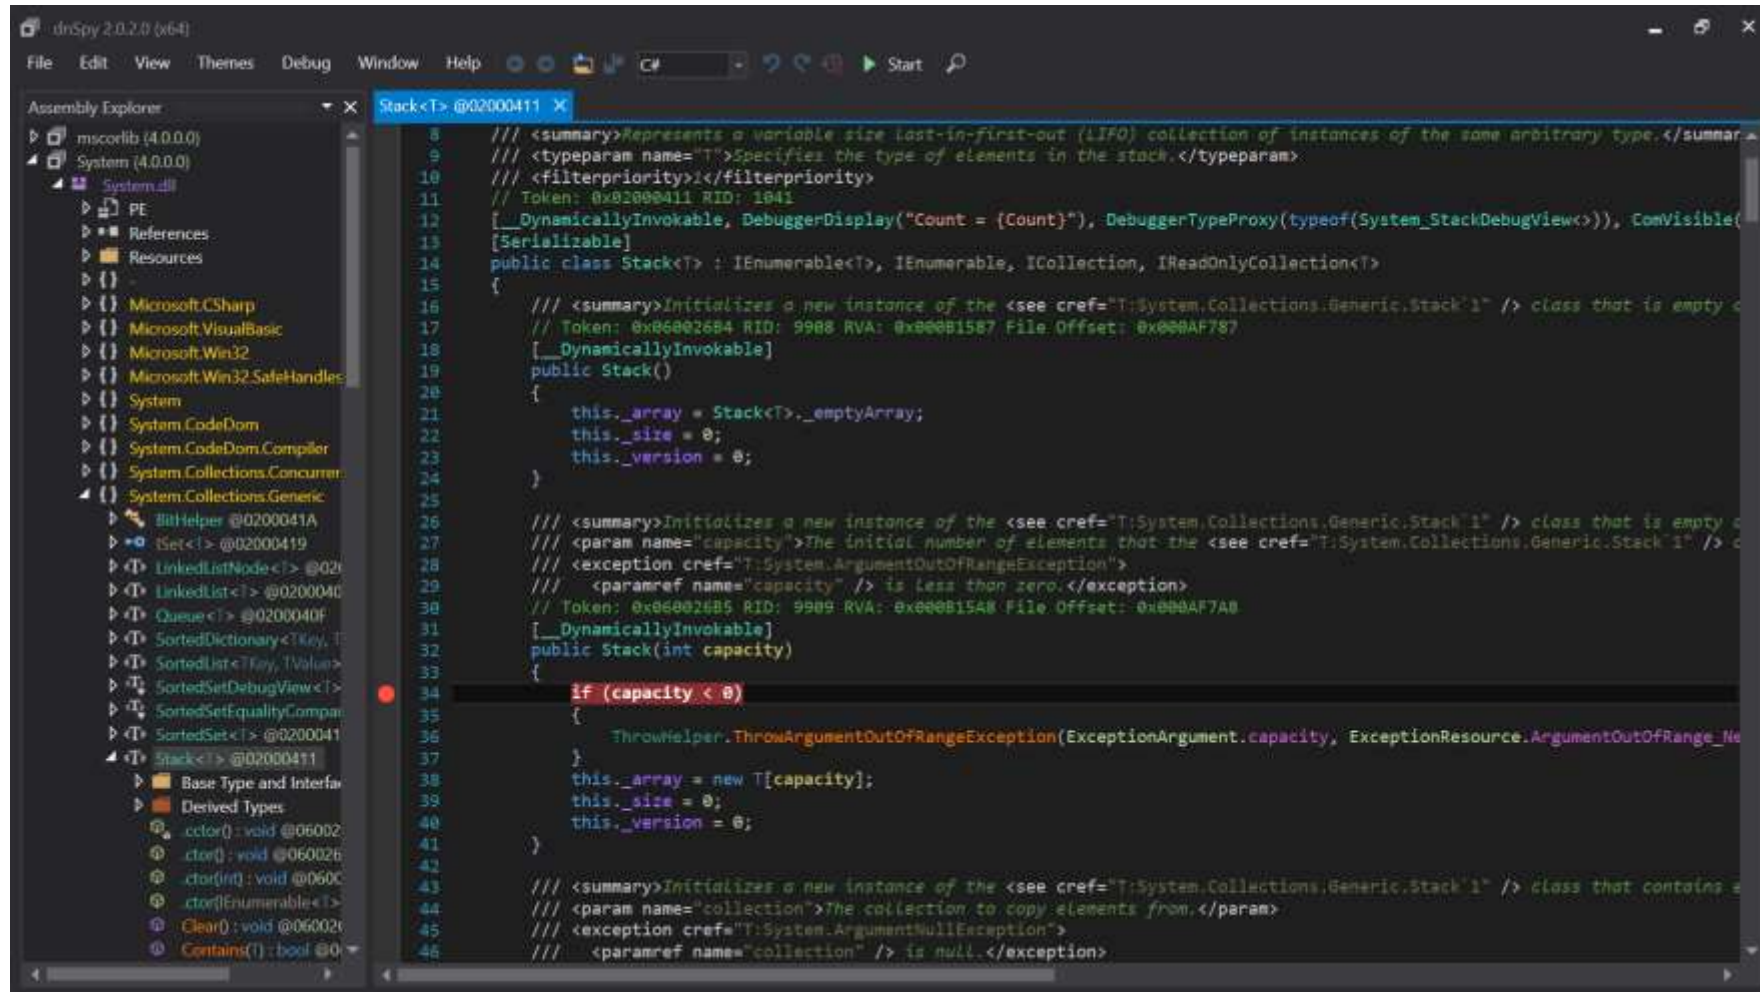 dnSpy 2.0.2.0 (x64)
File Edit View Themes Debug Window Help C# Start
Assembly Explorer
Stack<T> @02000411
mscorlib (4.0.0.0)
System (4.0.0.0)
System.dll
PE
References
Resources
{} -
{} Microsoft.CSharp
{} Microsoft.VisualBasic
{} Microsoft.Win32
{} Microsoft.Win32.SafeHandles
{} System
{} System.CodeDom
{} System.CodeDom.Compiler
{} System.Collections.Concurren
{} System.Collections.Generic
BitHelper @0200041A
ISet<T> @02000419
LinkedListNode<T> @020
LinkedList<T> @0200040
Queue<T> @0200040F
SortedDictionary<TKey, T
SortedList<TKey, TValue>
SortedSetDebugView<T>
SortedSetEqualityCompar
SortedSet<T> @0200041
Stack<T> @02000411
Base Type and Interfac
Derived Types
.cctor() : void @06002
.ctor() : void @060026
.ctor(int) : void @0600
.ctor(IEnumerable<T>
Clear() : void @060026
Contains(T) : bool @0
8 /// <summary>Represents a variable size last-in-first-out (LIFO) collection of instances of the same arbitrary type.</summar
9 /// <typeparam name="T">Specifies the type of elements in the stack.</typeparam>
10 /// <filterpriority>1</filterpriority>
11 // Token: 0x02000411 RID: 1041
12 [__DynamicallyInvokable, DebuggerDisplay("Count = {Count}"), DebuggerTypeProxy(typeof(System_StackDebugView<>)), ComVisible(
13 [Serializable]
14 public class Stack<T> : IEnumerable<T>, IEnumerable, ICollection, IReadOnlyCollection<T>
15 {
16 /// <summary>Initializes a new instance of the <see cref="T:System.Collections.Generic.Stack`1" /> class that is empty
17 // Token: 0x060026B4 RID: 9908 RVA: 0x000B1587 File Offset: 0x000AF787
18 [__DynamicallyInvokable]
19 public Stack()
20 {
21 this._array = Stack<T>._emptyArray;
22 this._size = 0;
23 this._version = 0;
24 }
25
26 /// <summary>Initializes a new instance of the <see cref="T:System.Collections.Generic.Stack`1" /> class that is empty
27 /// <param name="capacity">The initial number of elements that the <see cref="T:System.Collections.Generic.Stack`1" />
28 /// <exception cref="T:System.ArgumentOutOfRangeException">
29 /// <paramref name="capacity" /> is less than zero.</exception>
30 // Token: 0x060026B5 RID: 9909 RVA: 0x000B15A8 File Offset: 0x000AF7A8
31 [__DynamicallyInvokable]
32 public Stack(int capacity)
33 {
34 if (capacity < 0)
35 {
36 ThrowHelper.ThrowArgumentOutOfRangeException(ExceptionArgument.capacity, ExceptionResource.ArgumentOutOfRange_Ne
37 }
38 this._array = new T[capacity];
39 this._size = 0;
40 this._version = 0;
41 }
42
43 /// <summary>Initializes a new instance of the <see cref="T:System.Collections.Generic.Stack`1" /> class that contains
44 /// <param name="collection">The collection to copy elements from.</param>
45 /// <exception cref="T:System.ArgumentNullException">
46 /// <paramref name="collection" /> is null.</exception>